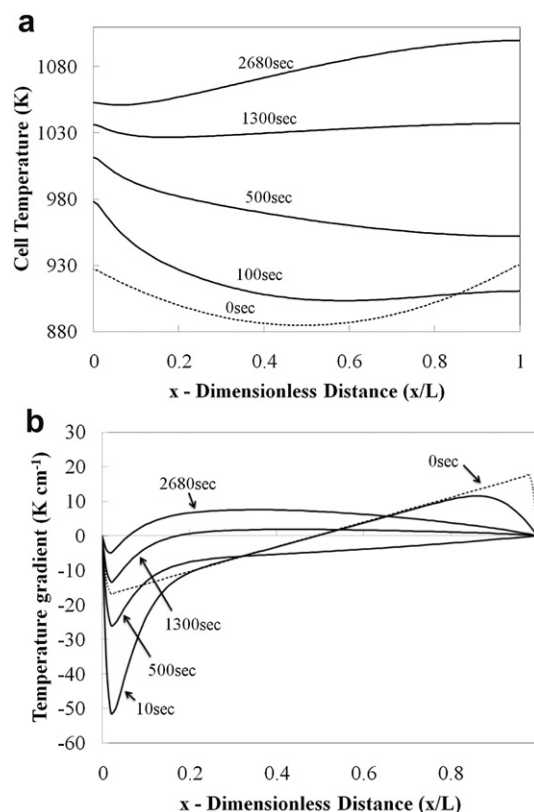 a
1080
1030
980
930
880
Cell Temperature (K)
2680sec
1300sec
500sec
100sec
0sec
0
0.2
0.4
0.6
0.8
1
x - Dimensionless Distance (x/L)
b
30
20
10
0
-10
-20
-30
-40
-50
-60
Temperature gradient (K cm⁻¹)
2680sec
0sec
1300sec
500sec
10sec
0
0.2
0.4
0.6
0.8
x - Dimensionless Distance (x/L)